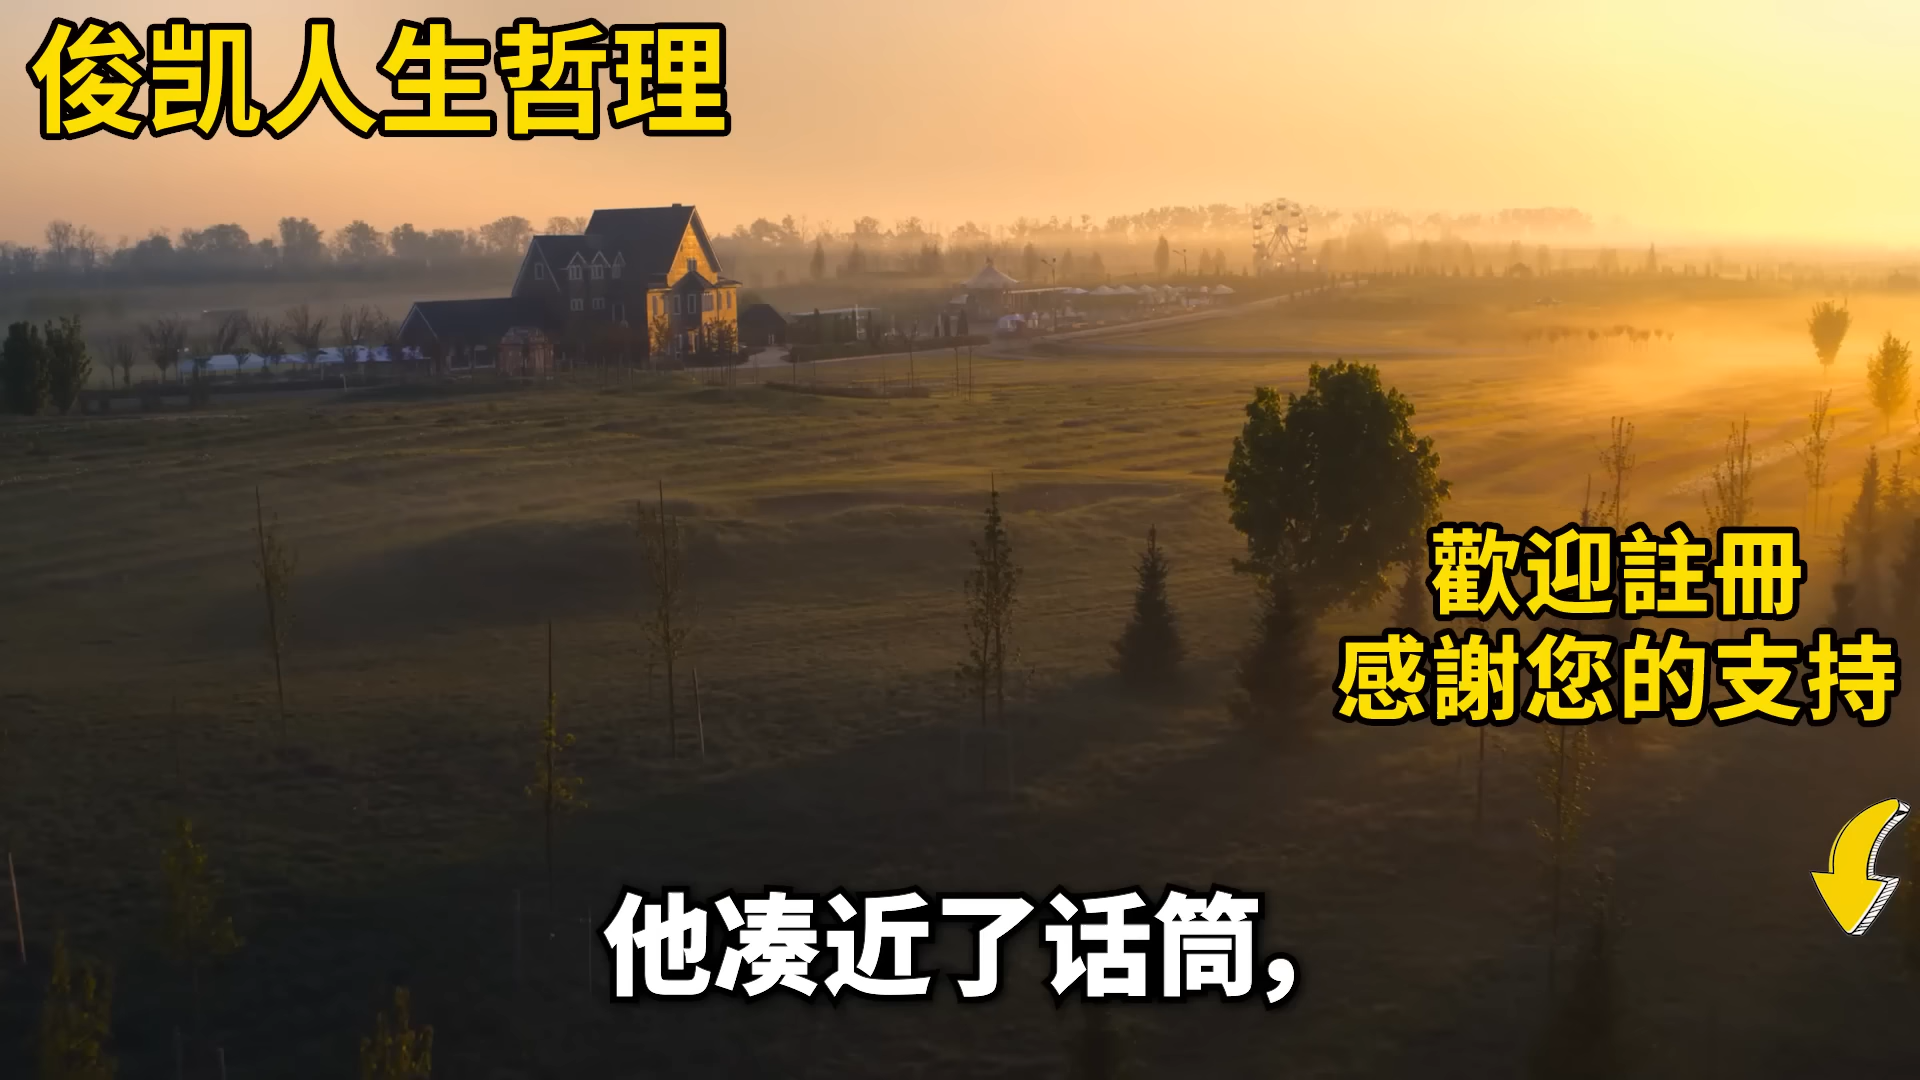 俊凯人生哲理
歡迎註冊
感謝您的支持
他凑近了话筒,